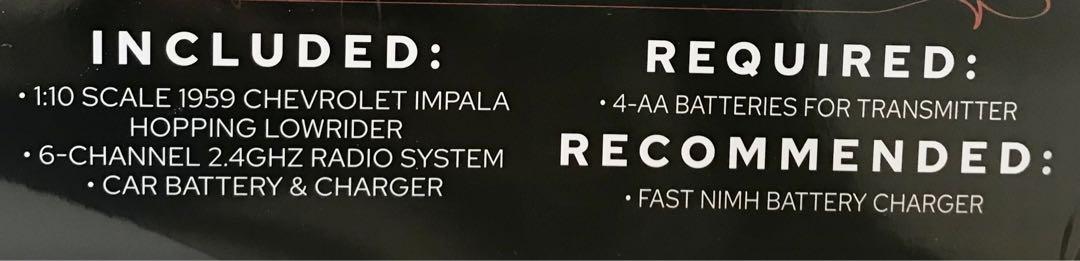 INCLUDED:
• 1:10 SCALE 1959 CHEVROLET IMPALA
HOPPING LOWRIDER
• 6-CHANNEL 2.4GHZ RADIO SYSTEM
• CAR BATTERY & CHARGER
REQUIRED:
• 4-AA BATTERIES FOR TRANSMITTER
RECOMMENDED:
• FAST NIMH BATTERY CHARGER